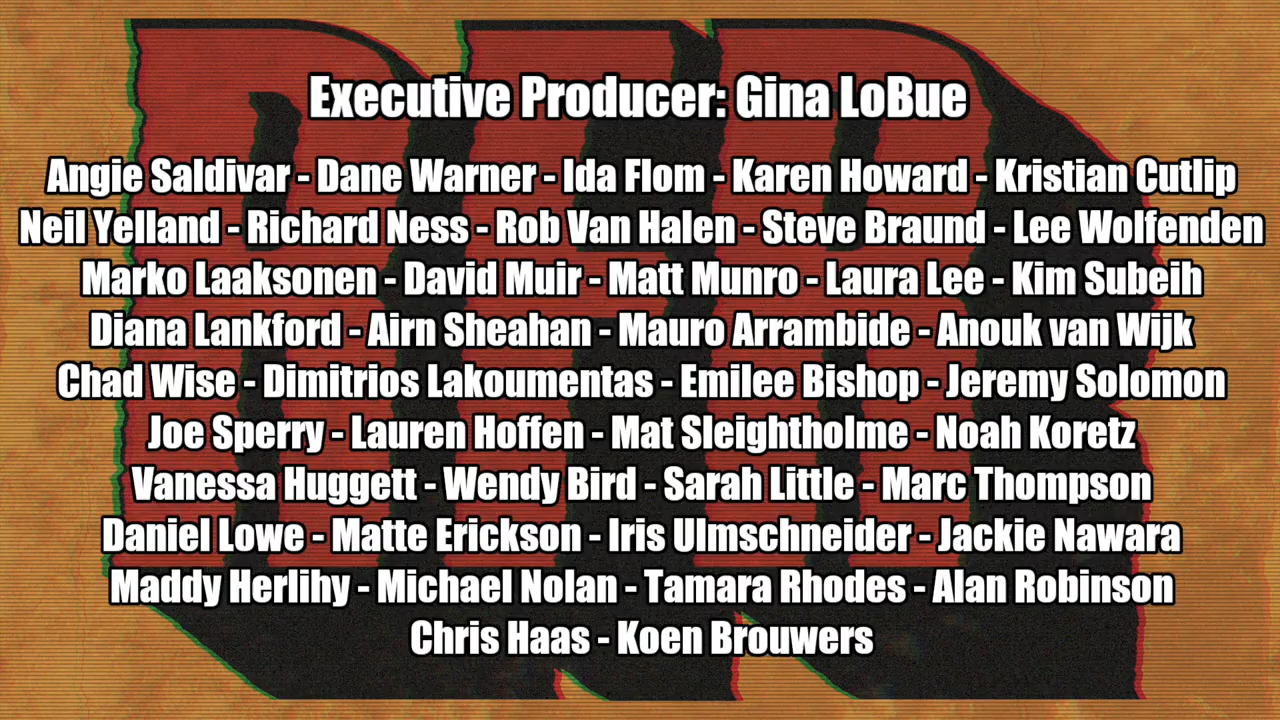 Executive Producer: Gina LoBue
Angie Saldivar - Dane Warner - Ida Flom - Karen Howard - Kristian Cutlip
Neil Yelland - Richard Ness - Rob Van Halen - Steve Braund - Lee Wolfenden
Marko Laaksonen - David Muir - Matt Munro - Laura Lee - Kim Subeih
Diana Lankford - Airn Sheahan - Mauro Arrambide - Anouk van Wijk
Chad Wise - Dimitrios Lakoumentas - Emilee Bishop - Jeremy Solomon
Joe Sperry - Lauren Hoffen - Mat Sleightholme - Noah Koretz
Vanessa Huggett - Wendy Bird - Sarah Little - Marc Thompson
Daniel Lowe - Matte Erickson - Iris Ulmschneider - Jackie Nawara
Maddy Herlihy - Michael Nolan - Tamara Rhodes - Alan Robinson
Chris Haas - Koen Brouwers